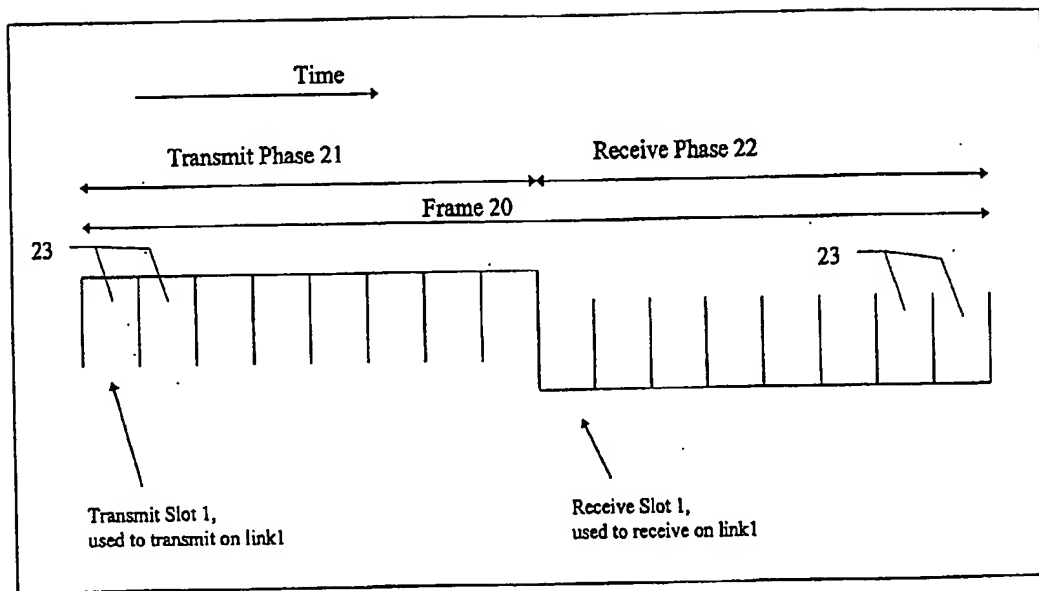 Time
Transmit Phase 21
Receive Phase 22
Frame 20
23
23
Transmit Slot 1,
used to transmit on link1
Receive Slot 1,
used to receive on link1